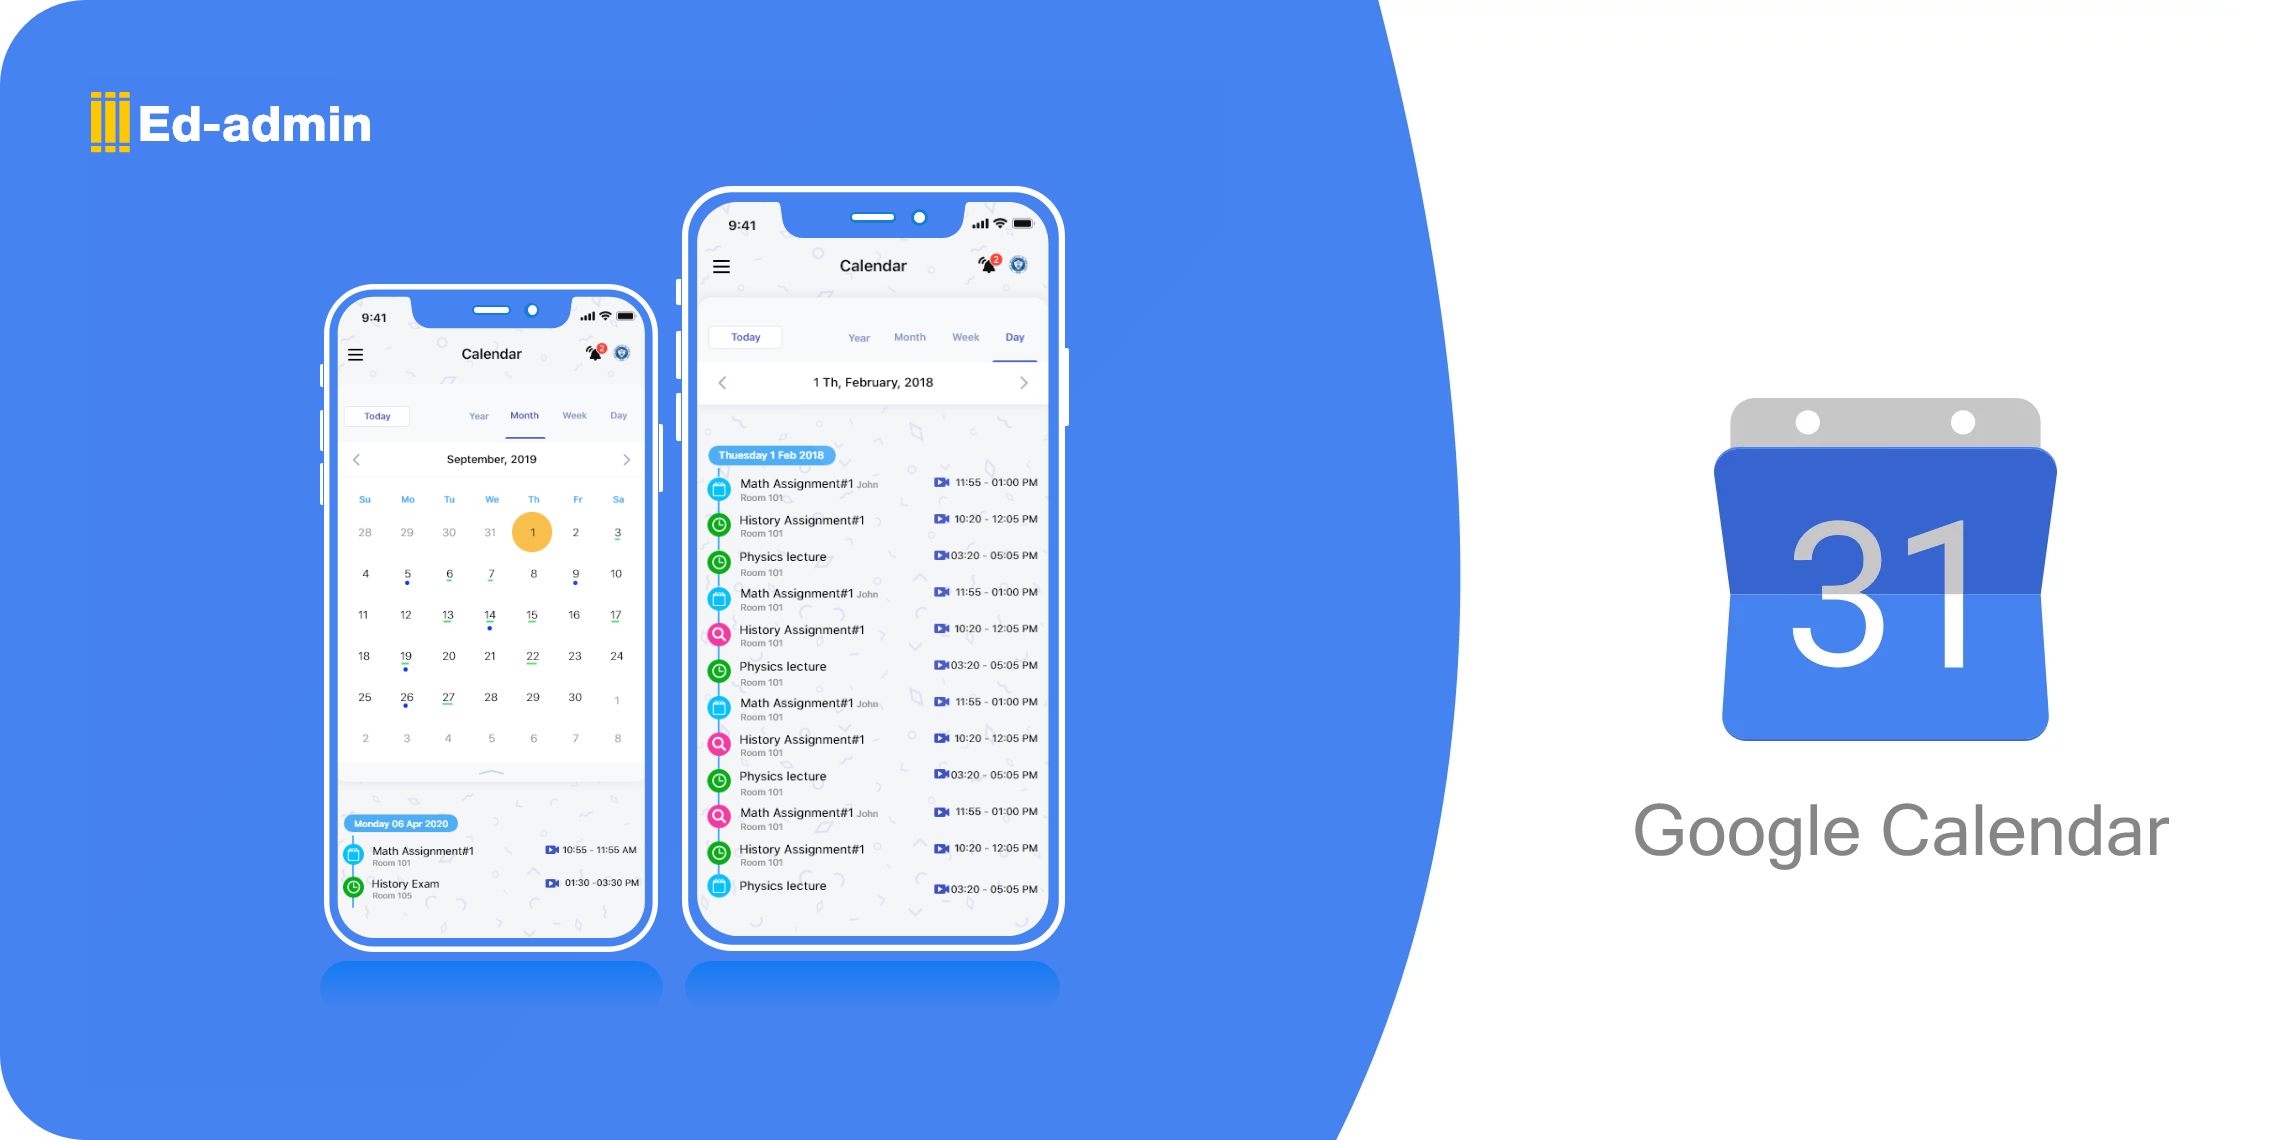 Ed-admin
9:41
Calendar
2
Today Year Month Week Day
September, 2019
Su Mo Tu We Th Fr Sa
28 29 30 31 1 2 3
4 5 6 7 8 9 10
11 12 13 14 15 16 17
18 19 20 21 22 23 24
25 26 27 28 29 30 1
2 3 4 5 6 7 8
Monday 06 Apr 2020
Math Assignment#1 10:55 - 11:55 AM
Room 101
History Exam 01:30 -03:30 PM
Room 105
9:41
Calendar
2
Today Year Month Week Day
1 Th, February, 2018
Thuesday 1 Feb 2018
Math Assignment#1 John 11:55 - 01:00 PM
Room 101
History Assignment#1 10:20 - 12:05 PM
Room 101
Physics lecture 03:20 - 05:05 PM
Room 101
Math Assignment#1 John 11:55 - 01:00 PM
Room 101
History Assignment#1 10:20 - 12:05 PM
Room 101
Physics lecture 03:20 - 05:05 PM
Room 101
Math Assignment#1 John 11:55 - 01:00 PM
Room 101
History Assignment#1 10:20 - 12:05 PM
Room 101
Physics lecture 03:20 - 05:05 PM
Room 101
Math Assignment#1 John 11:55 - 01:00 PM
Room 101
History Assignment#1 10:20 - 12:05 PM
Room 101
Physics lecture 03:20 - 05:05 PM
31
Google Calendar